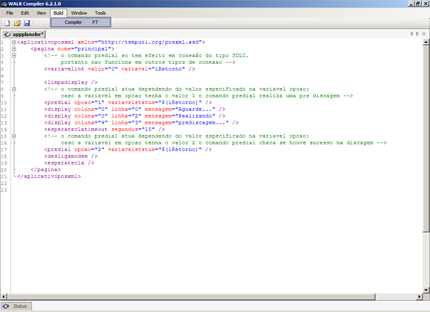 WALK Compiler 6.2.1.0
File Edit View Build Window Tools
Compiler F7
appplanobe*
1 <aplicativoposxml xmlns="http://tempuri.org/posxml.xsd">
2 <pagina nome="principal">
3 <!-- o comando predial so tem efeito em conexão do tipo SDLC.
4 portanto nao funciona em outros tipos de conexao -->
5 <variavelint valor="0" variavel="iRetorno" />
6
7 <limpadisplay />
8 <!-- o comando predial atua dependendo do valor especificado na variavel opcao:
9 caso a variavel em opcao tenha o valor 1 o comando predial realiza uma pre discagem -->
10 <predial opcao="1" variavelstatus="$(iRetorno)" />
11 <display coluna="0" linha="0" mensagem="Aguarde..." />
12 <display coluna="0" linha="2" mensagem="Realizando" />
13 <display coluna="4" linha="3" mensagem="prediscagem..." />
14 <esperateclatimeout segundos="15" />
15 <!-- o comando predial atua dependendo do valor especificado na variavel opcao:
16 caso a variavel em opcao tenha o valor 2 o comando predial checa se houve sucesso na discagem -->
17 <predial opcao="2" variavelstatus="$(iRetorno)" />
18 <desligamodem />
19 <esperatecla />
20 </pagina>
21 </aplicativoposxml>
22
23
Status